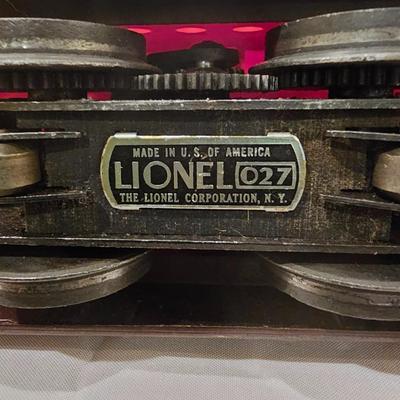 MADE IN U.S. OF AMERICA
LIONEL 027
THE LIONEL CORPORATION, N.Y.